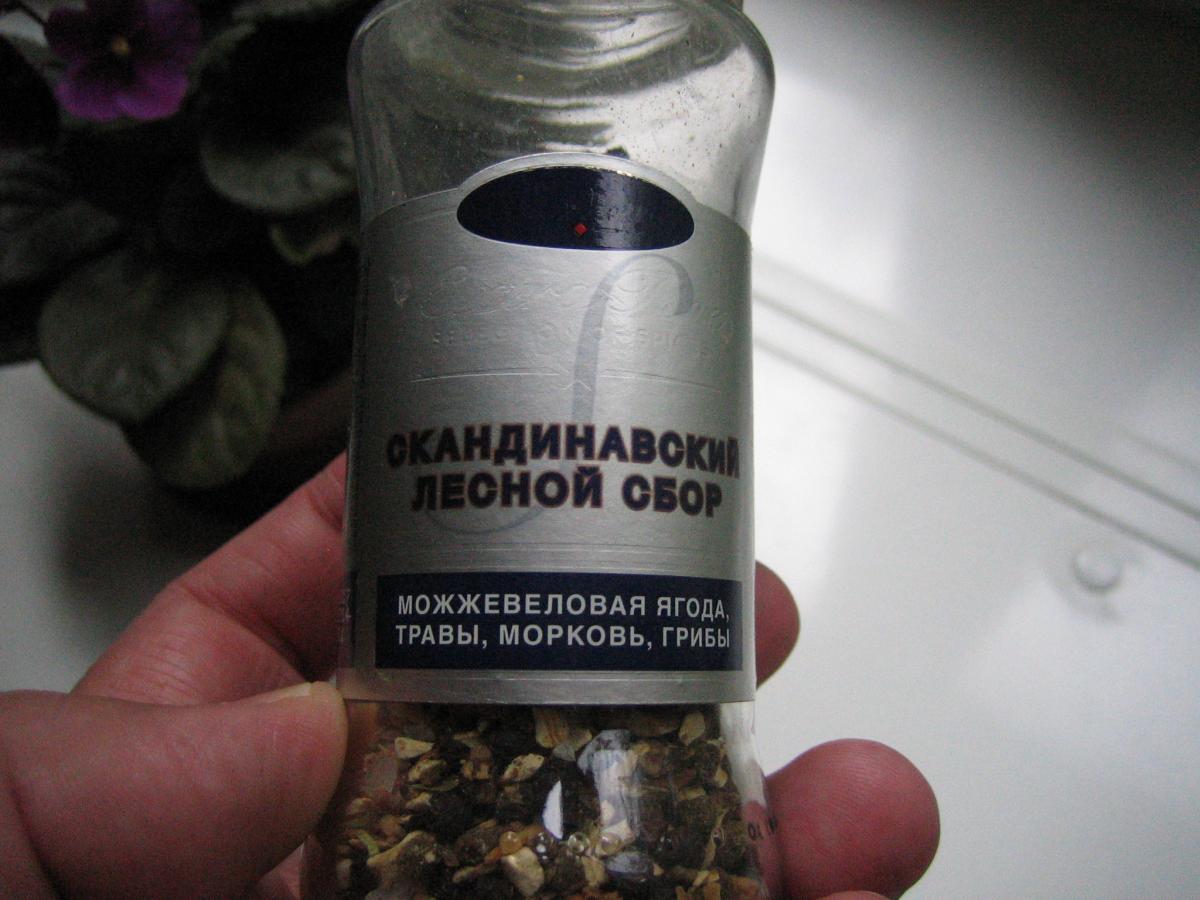 СКАНДИНАВСКИЙ
ЛЕСНОЙ СБОР
МОЖЖЕВЕЛОВАЯ ЯГОДА,
ТРАВЫ, МОРКОВЬ, ГРИБЫ